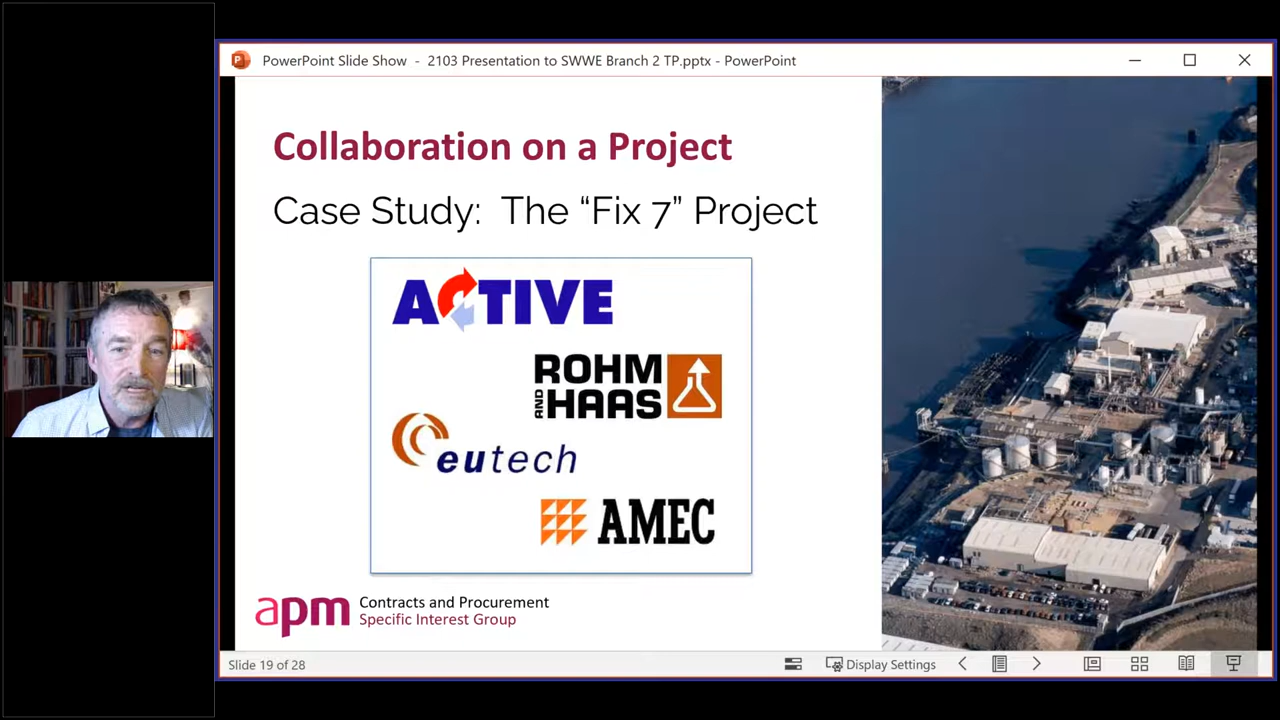 PowerPoint Slide Show - 2103 Presentation to SWWE Branch 2 TP.pptx - PowerPoint
Collaboration on a Project
Case Study: The “Fix 7” Project
ACTIVE
ROHM
AND
HAAS
eutech
AMEC
apm
Contracts and Procurement
Specific Interest Group
Slide 19 of 28
Display Settings